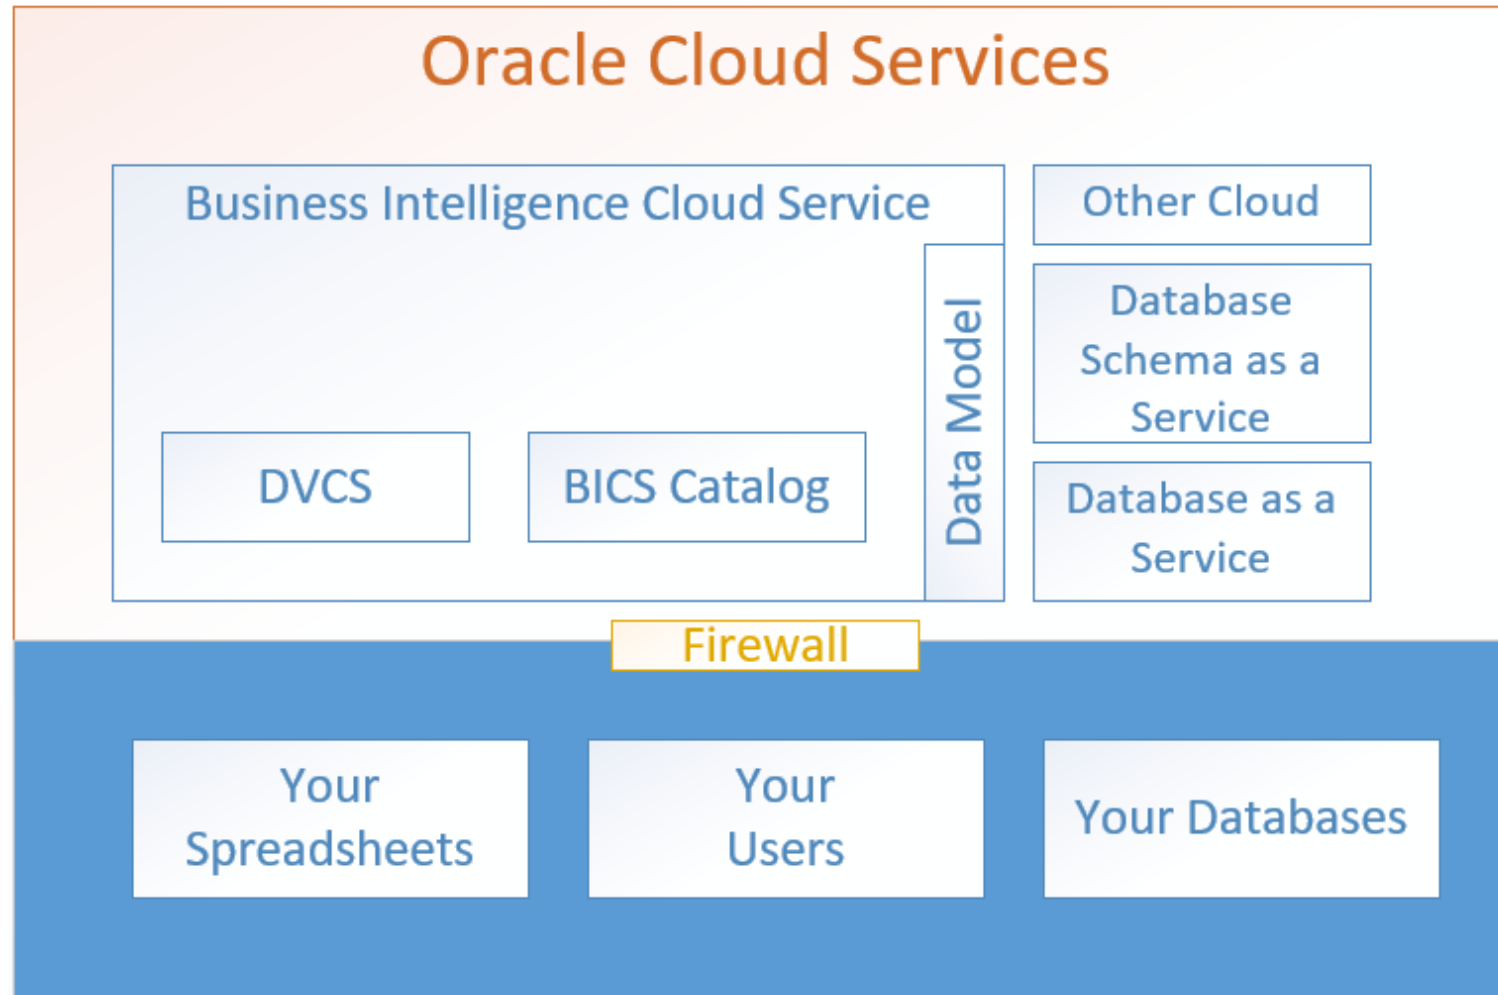 Oracle Cloud Services
Business Intelligence Cloud Service
DVCS
BICS Catalog
Data Model
Other Cloud
Database
Schema as a
Service
Database as a
Service
Firewall
Your
Spreadsheets
Your
Users
Your Databases